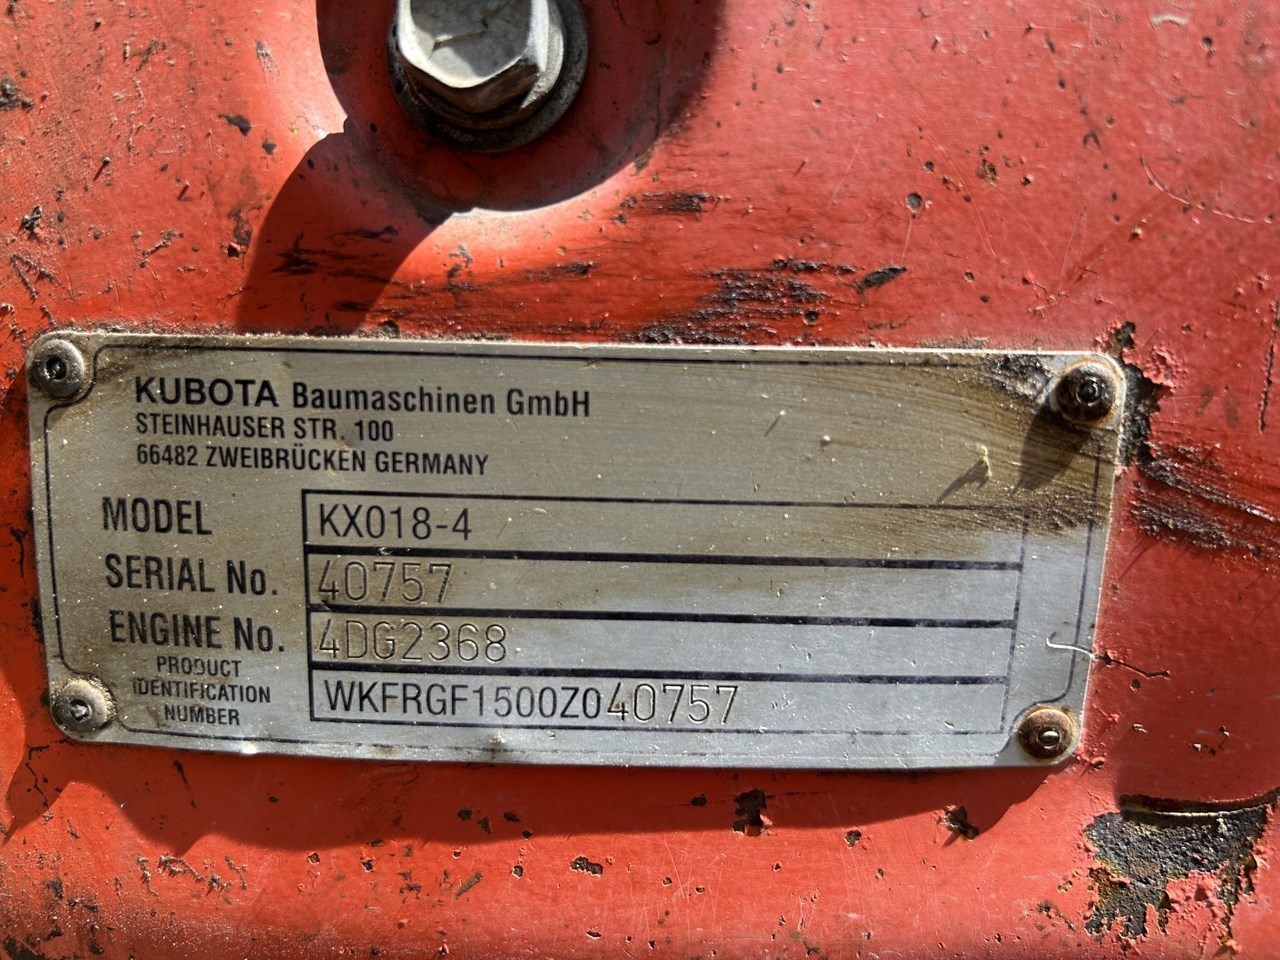 KUBOTA Baumaschinen GmbH
STEINHAUSER STR. 100
66482 ZWEIBRÜCKEN GERMANY
MODEL KX018-4
SERIAL No. 40757
ENGINE No. 4DG2368
PRODUCT IDENTIFICATION NUMBER WKFRGF1500Z040757